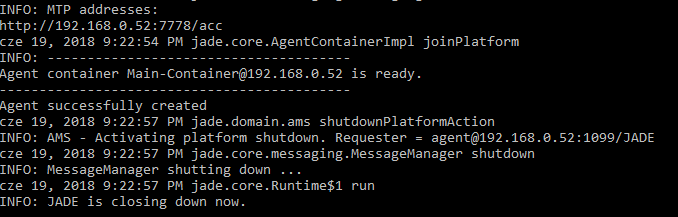 INFO: MTP addresses:
http://192.168.0.52:7778/acc
cze 19, 2018 9:22:54 PM jade.core.AgentContainerImpl joinPlatform
INFO: --------------------------------------
Agent container Main-Container@192.168.0.52 is ready.
--------------------------------------------
Agent successfully created
cze 19, 2018 9:22:57 PM jade.domain.ams shutdownPlatformAction
INFO: AMS - Activating platform shutdown. Requester = agent@192.168.0.52:1099/JADE
cze 19, 2018 9:22:57 PM jade.core.messaging.MessageManager shutdown
INFO: MessageManager shutting down ...
cze 19, 2018 9:22:57 PM jade.core.Runtime$1 run
INFO: JADE is closing down now.